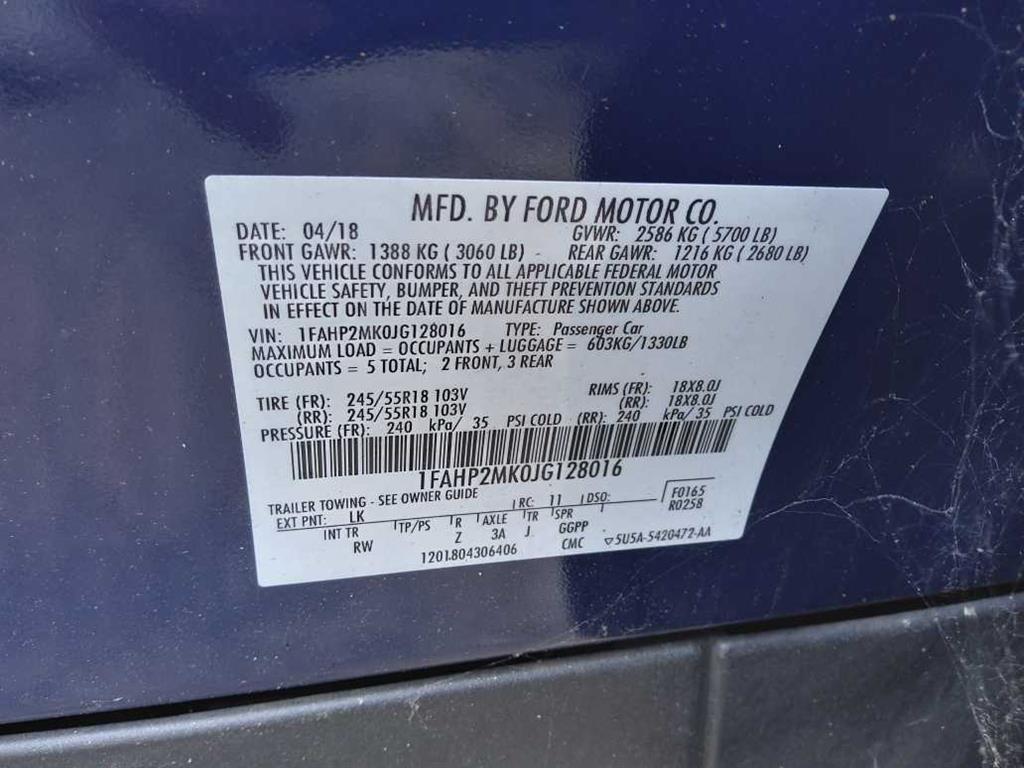 MFD. BY FORD MOTOR CO.
DATE: 04/18 GVWR: 2586 KG ( 5700 LB)
FRONT GAWR: 1388 KG ( 3060 LB) REAR GAWR: 1216 KG ( 2680 LB)
THIS VEHICLE CONFORMS TO ALL APPLICABLE FEDERAL MOTOR
VEHICLE SAFETY, BUMPER, AND THEFT PREVENTION STANDARDS
IN EFFECT ON THE DATE OF MANUFACTURE SHOWN ABOVE.
VIN: 1FAHP2MK0JG128016 TYPE: Passenger Car
MAXIMUM LOAD = OCCUPANTS + LUGGAGE = 603KG/1330LB
OCCUPANTS = 5 TOTAL; 2 FRONT, 3 REAR
TIRE (FR): 245/55R18 103V RIMS (FR): 18X8.0J
(RR): 245/55R18 103V (RR): 18X8.0J
PRESSURE (FR): 240 kPa/ 35 PSI COLD (RR): 240 kPa/ 35 PSI COLD
1FAHP2MK0JG128016
TRAILER TOWING - SEE OWNER GUIDE
EXT PNT: LK RC: 11 DSO: F0165
R0258
INT TR TP/PS R AXLE TR SPR
RW Z 3A J GGPP
1201804306406 CMC ▽5U5A-5420472-AA